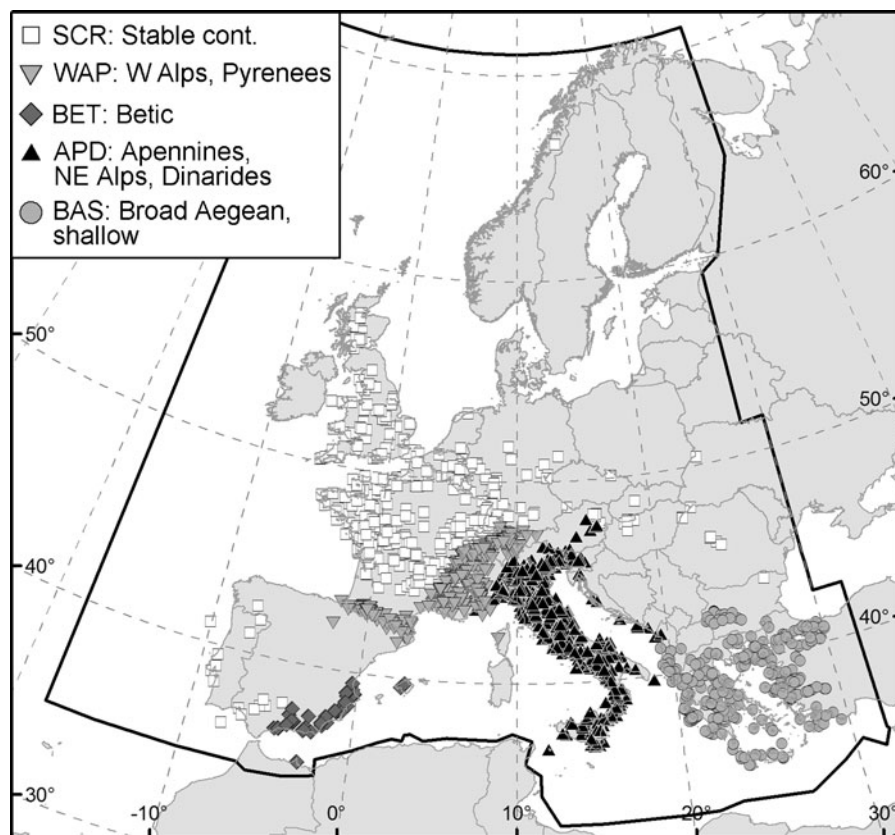 SCR: Stable cont.
WAP: W Alps, Pyrenees
BET: Betic
APD: Apennines,
NE Alps, Dinarides
BAS: Broad Aegean,
shallow
60°
50°
50°
40°
40°
30°
-10°
0°
10°
20°
30°